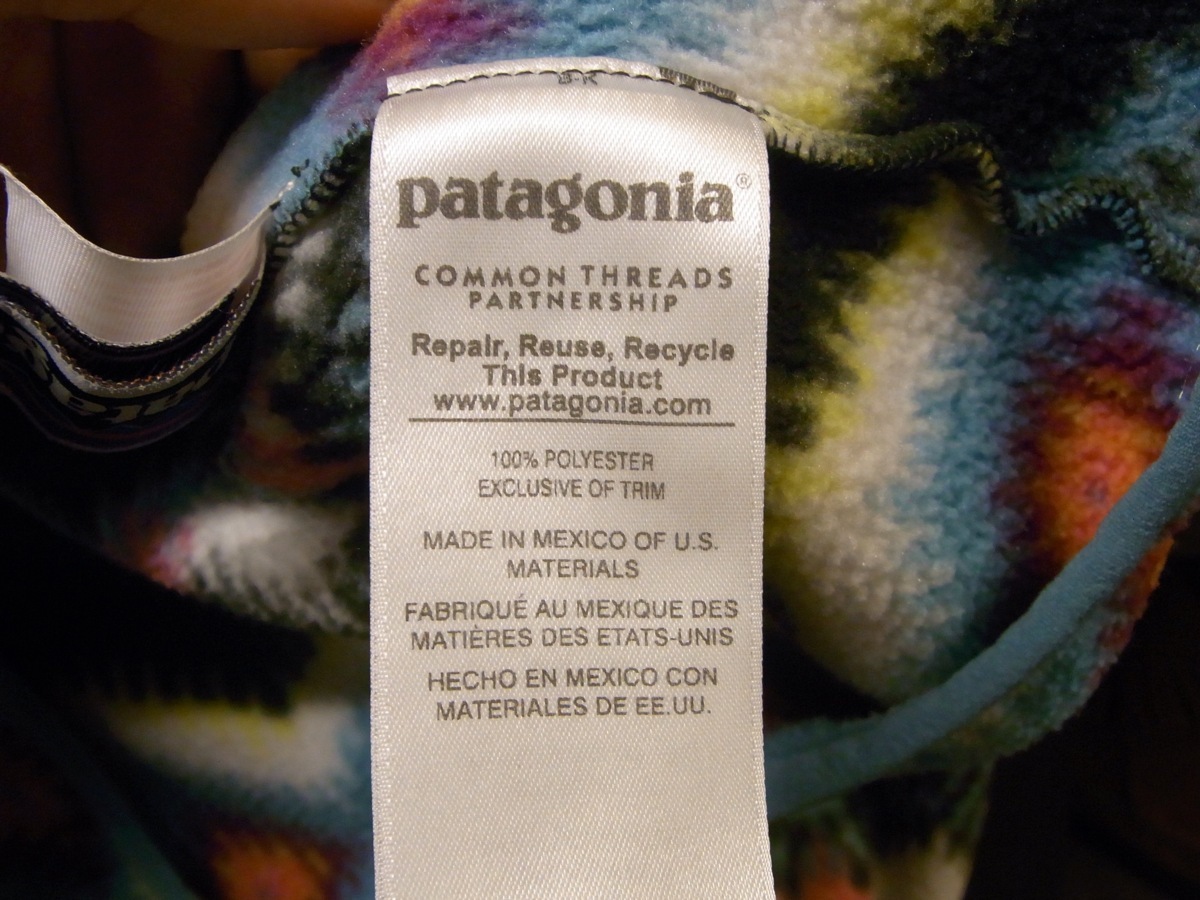 patagonia®
COMMON THREADS
PARTNERSHIP
Repair, Reuse, Recycle
This Product
www.patagonia.com
100% POLYESTER
EXCLUSIVE OF TRIM
MADE IN MEXICO OF U.S.
MATERIALS
FABRIQUÉ AU MEXIQUE DES
MATIÈRES DES ETATS-UNIS
HECHO EN MEXICO CON
MATERIALES DE EE.UU.